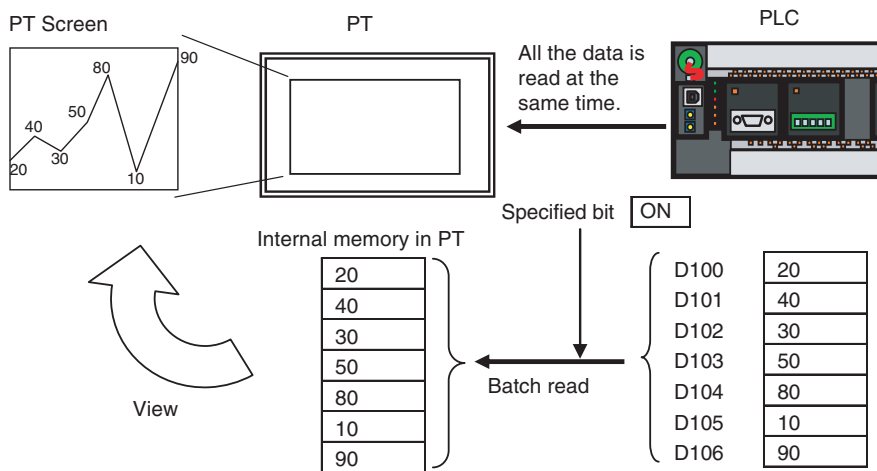 PT Screen
PT
PLC
80
90
50
40
30
20
10
All the data is
read at the
same time.
Specified bit ON
Internal memory in PT
20
40
30
50
80
10
90
Batch read
D100 20
D101 40
D102 30
D103 50
D104 80
D105 10
D106 90
View